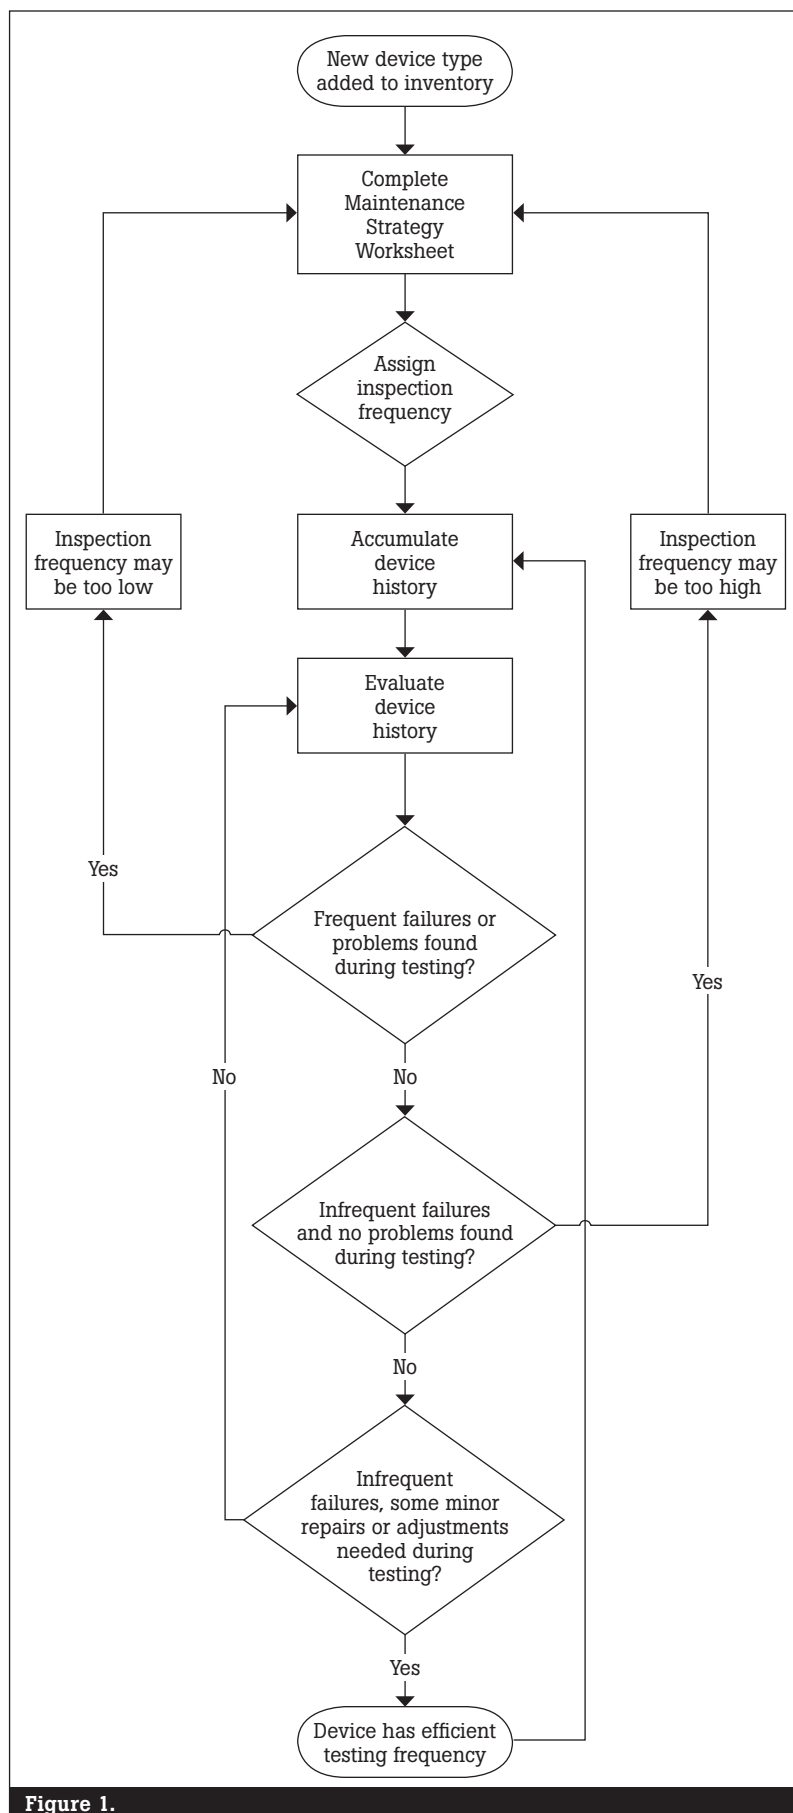 New device type
added to inventory
Complete
Maintenance
Strategy
Worksheet
Assign
inspection
frequency
Inspection
frequency may
be too low
Accumulate
device
history
Inspection
frequency may
be too high
Evaluate
device
history
Yes
Frequent failures or
problems found
during testing?
Yes
No
No
Infrequent failures
and no problems found
during testing?
No
Infrequent
failures, some minor
repairs or adjustments
needed during
testing?
Yes
Device has efficient
testing frequency
Figure 1.